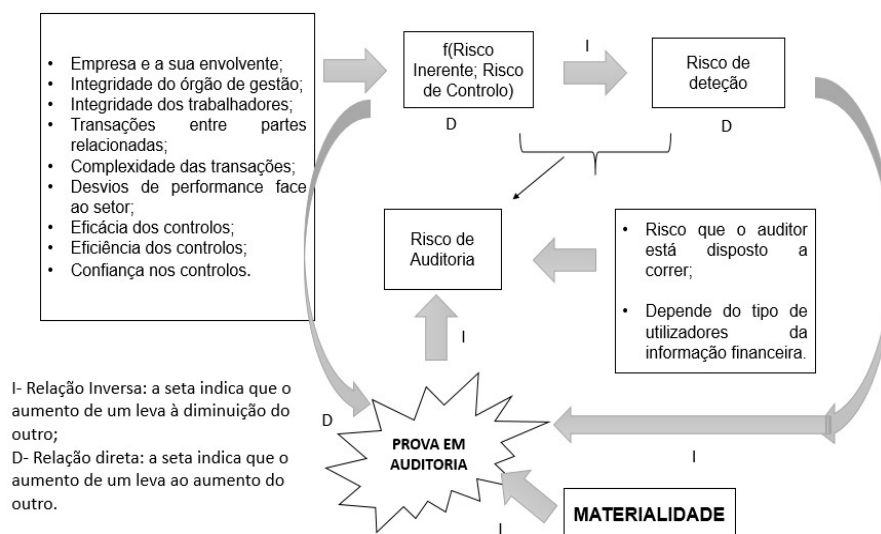 • Empresa e a sua envolvente;
• Integridade do órgão de gestão;
• Integridade dos trabalhadores;
• Transações entre partes
relacionadas;
• Complexidade das transações;
• Desvios de performance face
ao setor;
• Eficácia dos controlos;
• Eficiência dos controlos;
• Confiança nos controlos.
f(Risco
Inerente; Risco
de Controlo)
D
I
Risco de
deteção
D
Risco de
Auditoria
• Risco que o auditor
está disposto a
correr;
• Depende do tipo de
utilizadores da
informação financeira.
I
I- Relação Inversa: a seta indica que o
aumento de um leva à diminuição do
outro;
D- Relação direta: a seta indica que o
aumento de um leva ao aumento do
outro.
D
PROVA EM
AUDITORIA
I
I
MATERIALIDADE